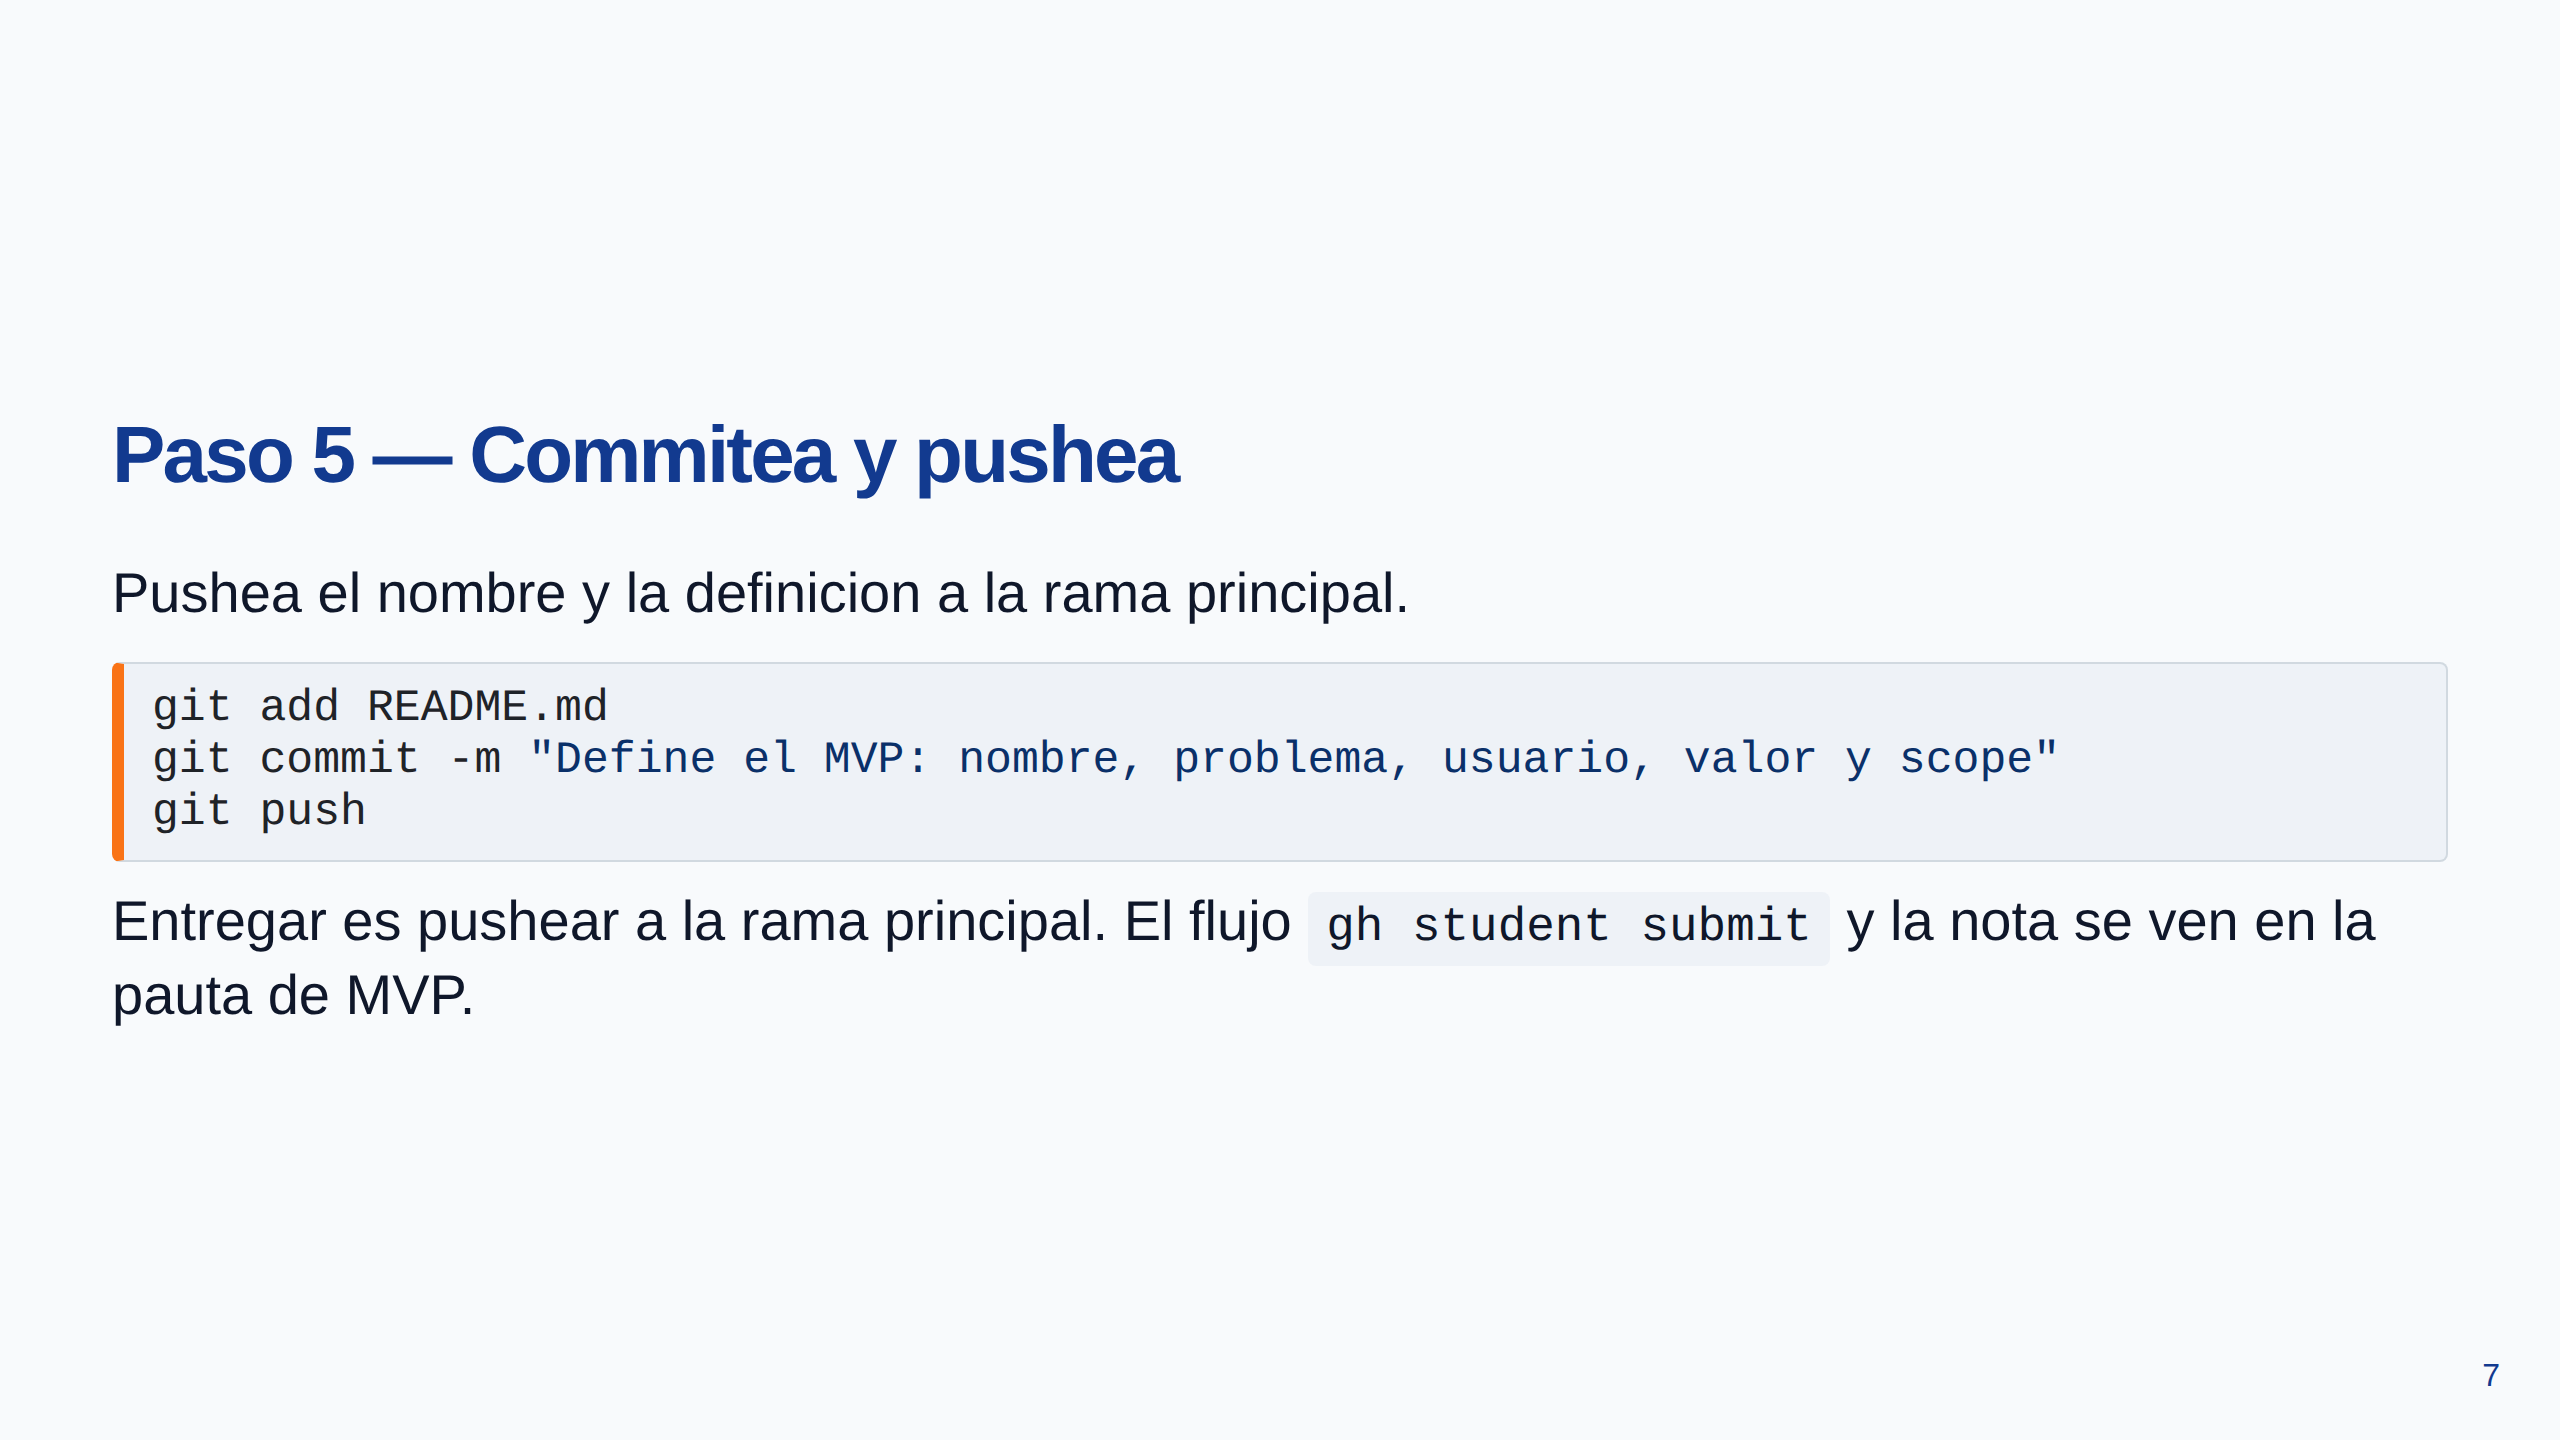 Paso 5 — Commitea y pushea
Pushea el nombre y la definicion a la rama principal.
git add README.md
git commit -m "Define el MVP: nombre, problema, usuario, valor y scope"
git push
Entregar es pushear a la rama principal. El flujo gh student submit y la nota se ven en la
pauta de MVP.
7